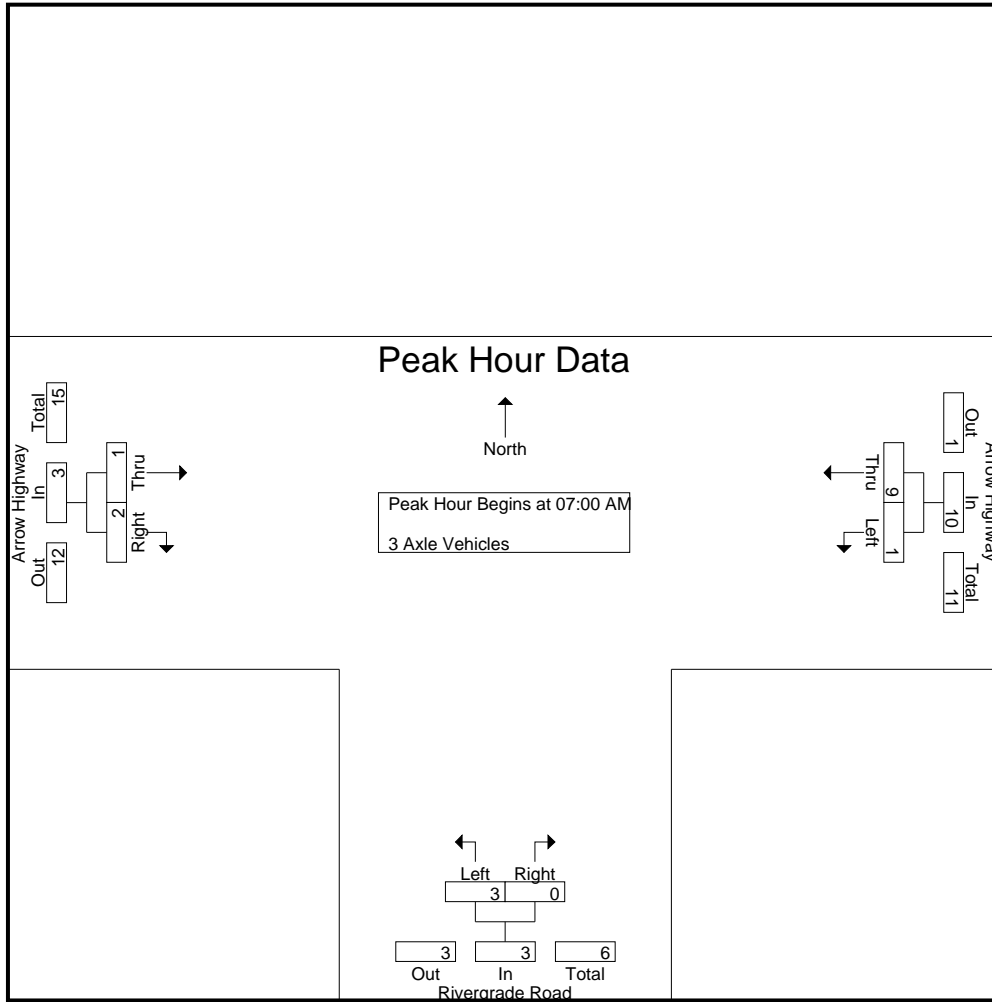 Peak Hour Data
North
Peak Hour Begins at 07:00 AM
3 Axle Vehicles
Arrow Highway
Total
15
In
3
Out
12
Thru
1
Right
2
Arrow Highway
Out
1
In
10
Total
11
Thru
9
Left
1
Left Right
3 0
3 3 6
Out In Total
Rivergrade Road